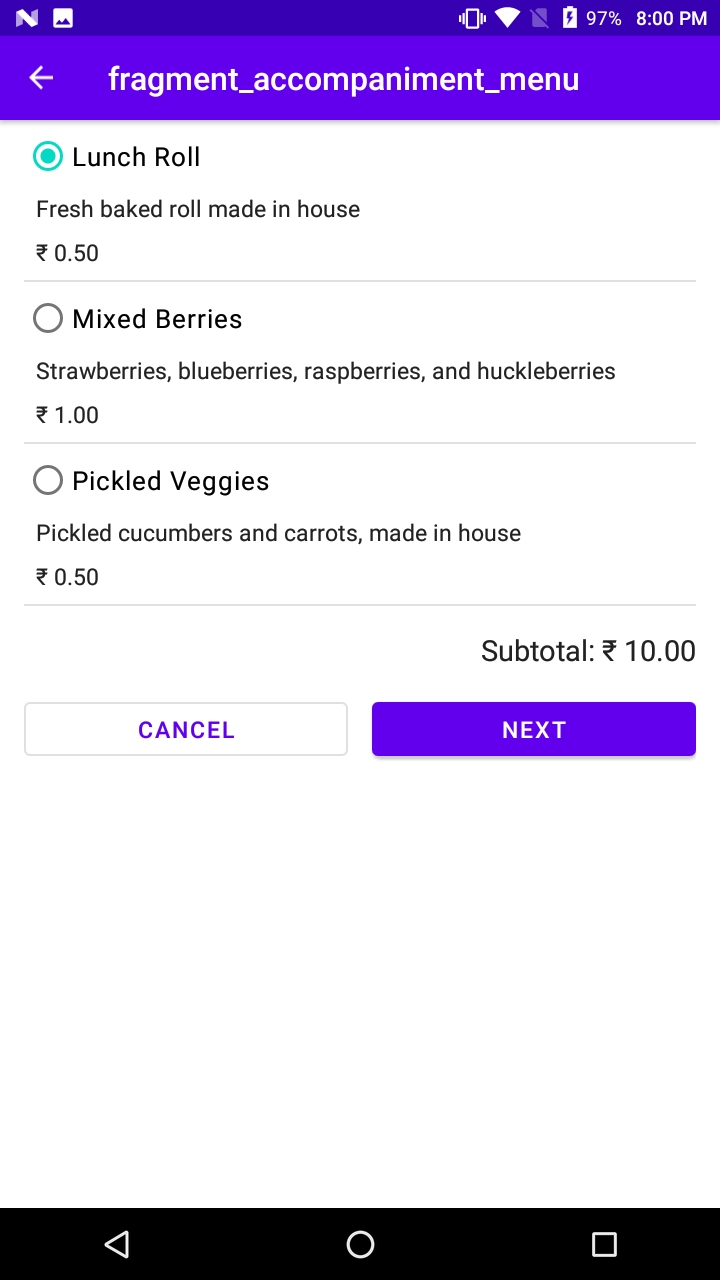 97% 8:00 PM
fragment_accompaniment_menu
Lunch Roll
Fresh baked roll made in house
₹ 0.50
Mixed Berries
Strawberries, blueberries, raspberries, and huckleberries
₹ 1.00
Pickled Veggies
Pickled cucumbers and carrots, made in house
₹ 0.50
Subtotal: ₹ 10.00
CANCEL NEXT